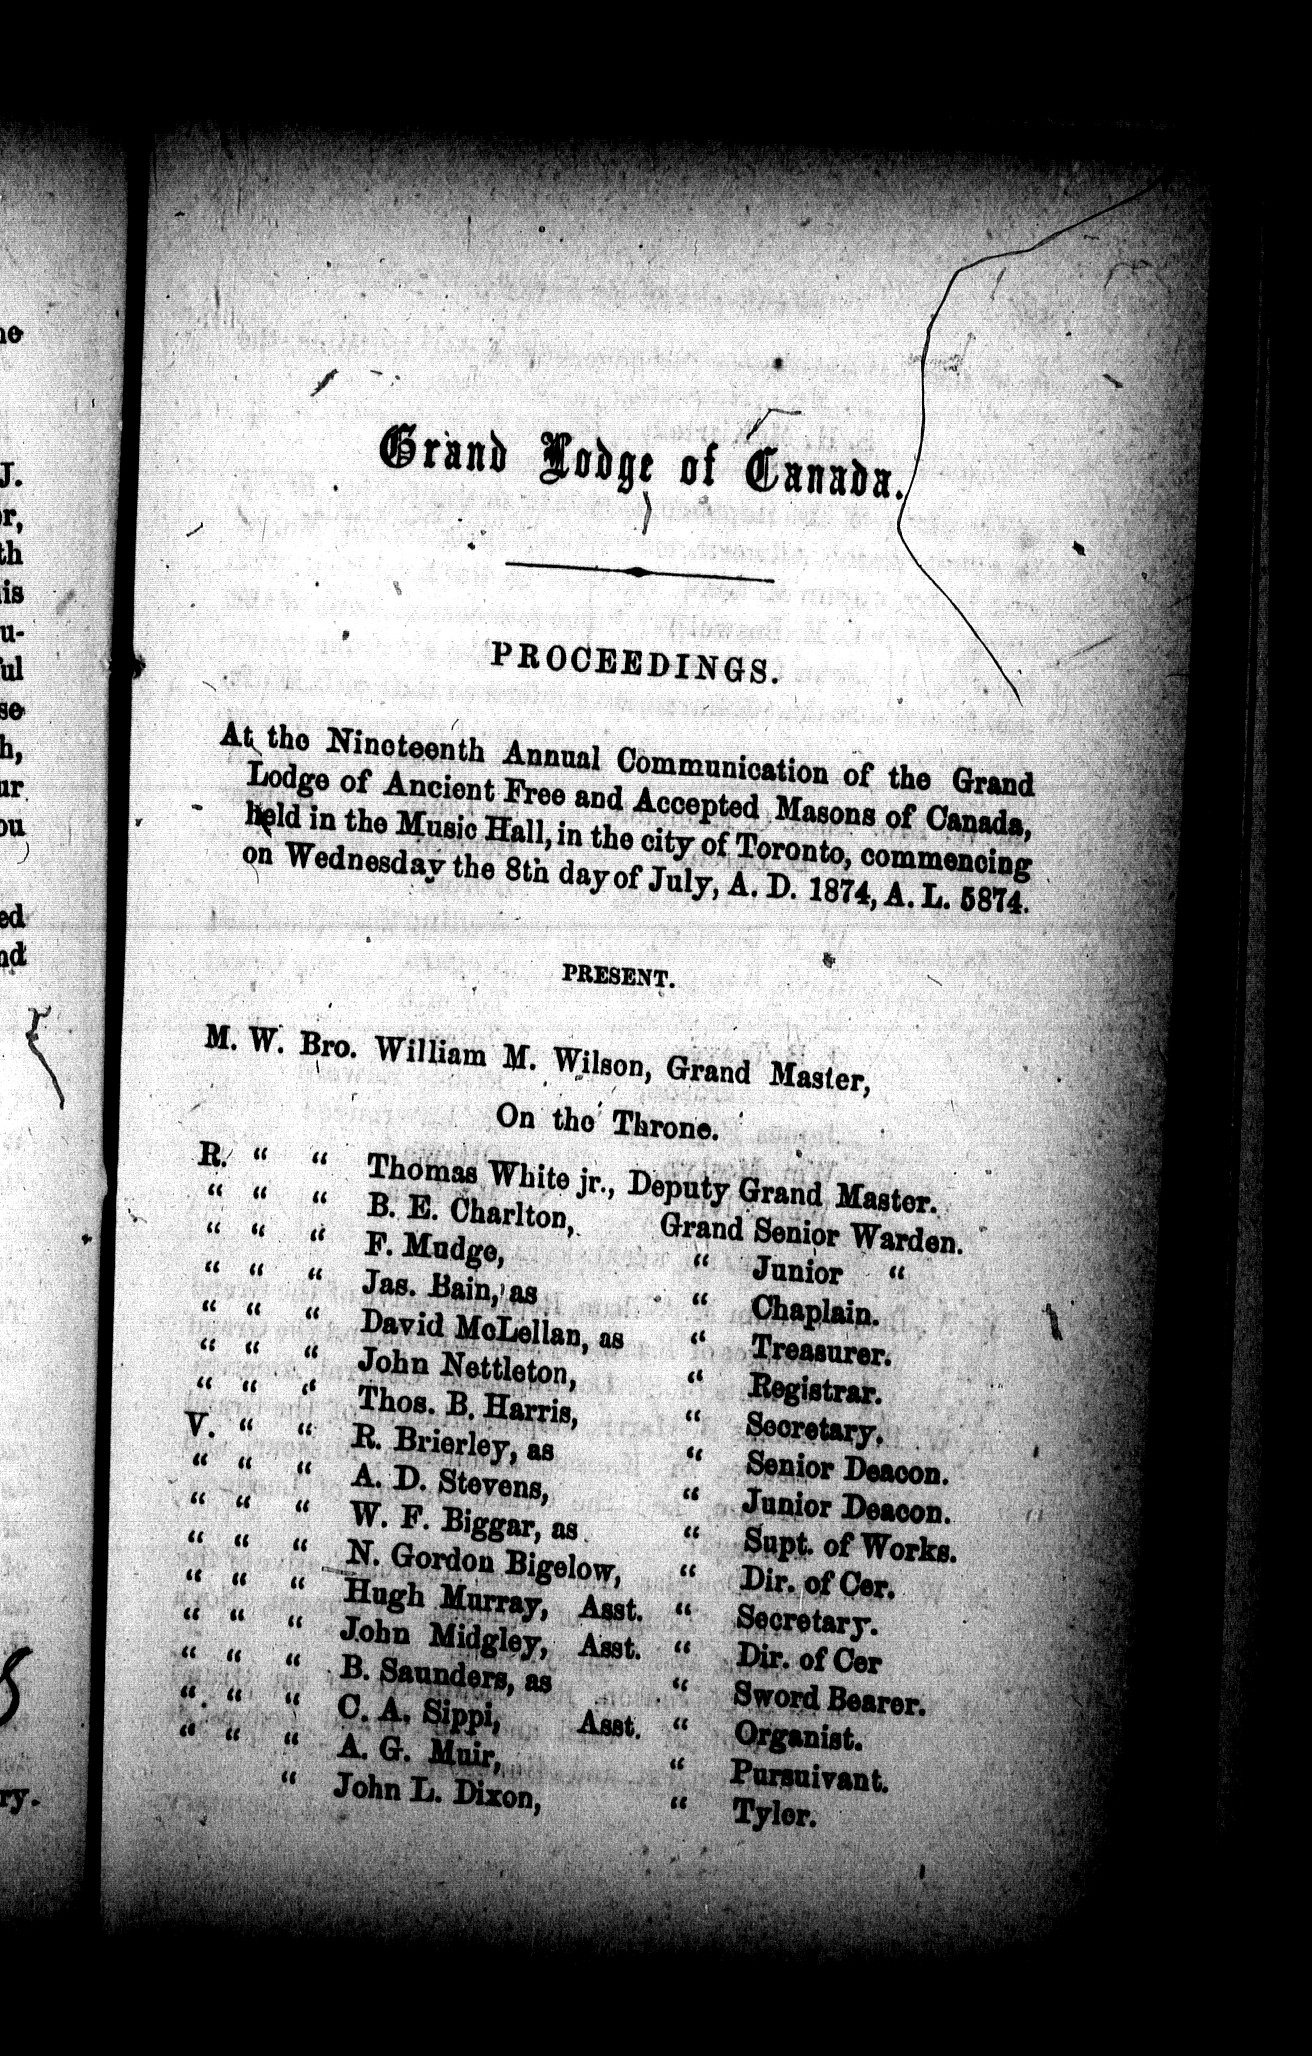 Grand Lodge of Canada.
PROCEEDINGS.
At the Nineteenth Annual Communication of the Grand
Lodge of Ancient Free and Accepted Masons of Canada,
held in the Music Hall, in the city of Toronto, commencing
on Wednesday the 8th day of July, A. D. 1874, A. L. 5874.
PRESENT.
M. W. Bro. William M. Wilson, Grand Master,
On the Throne.
R. “ “ Thomas White jr., Deputy Grand Master.
“ “ “ B. E. Charlton, Grand Senior Warden.
“ “ “ F. Mudge, “ Junior “
“ “ “ Jas. Bain, as “ Chaplain.
“ “ “ David McLellan, as “ Treasurer.
“ “ “ John Nettleton, “ Registrar.
“ “ “ Thos. B. Harris, “ Secretary.
V. “ “ R. Brierley, as “ Senior Deacon.
“ “ “ A. D. Stevens, “ Junior Deacon.
“ “ “ W. F. Biggar, as “ Supt. of Works.
“ “ “ N. Gordon Bigelow, “ Dir. of Cer.
“ “ “ Hugh Murray, Asst. “ Secretary.
“ “ “ John Midgley, Asst. “ Dir. of Cer
“ “ “ B. Saunders, as “ Sword Bearer.
“ “ “ C. A. Sippi, Asst. “ Organist.
“ “ “ A. G. Muir, “ Pursuivant.
“ John L. Dixon, “ Tyler.